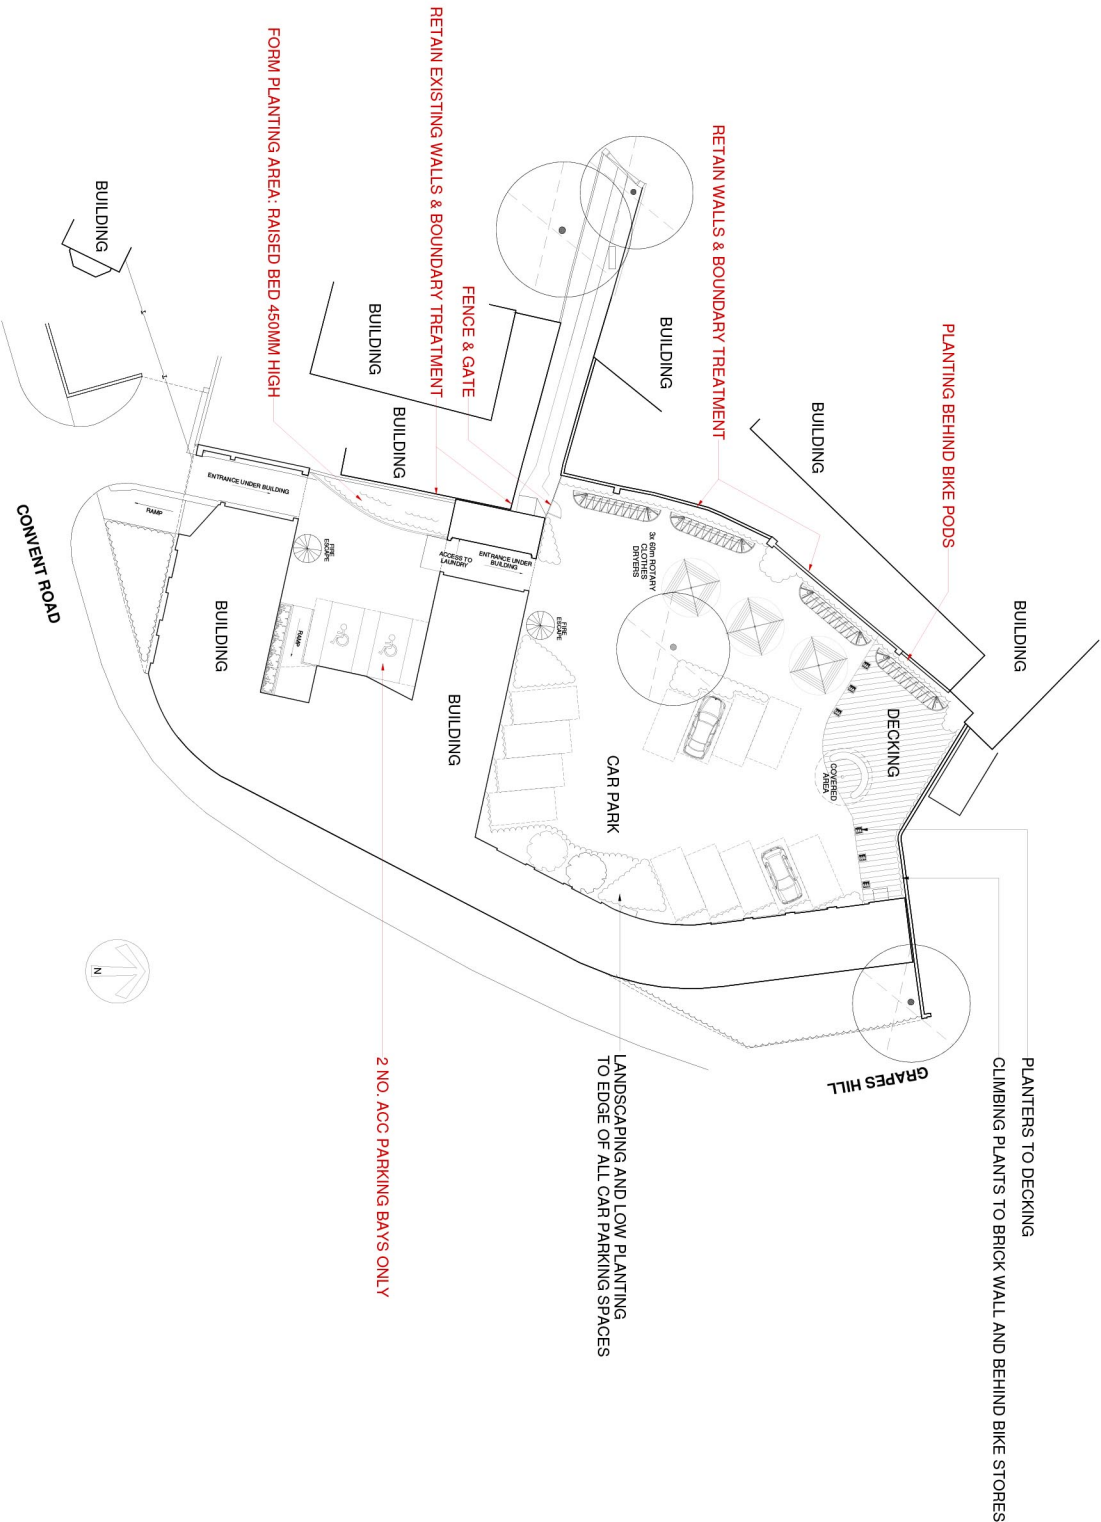 PLANTERS TO DECKING
CLIMBING PLANTS TO BRICK WALL AND BEHIND BIKE STORES
PLANTING BEHIND BIKE PODS
BUILDING
BUILDING
DECKING
GRAPES HILL
COVERED
AREA
RETAIN WALLS & BOUNDARY TREATMENT
BUILDING
3x 60m ROTARY
CLOTHES
DRYERS
CAR PARK
LANDSCAPING AND LOW PLANTING
TO EDGE OF ALL CAR PARKING SPACES
FIRE
ESCAPE
FENCE & GATE
ENTRANCE UNDER
BUILDING
ACCESS TO
LAUNDRY
BUILDING
RETAIN EXISTING WALLS & BOUNDARY TREATMENT
BUILDING
BUILDING
2 NO. ACC PARKING BAYS ONLY
FIRE
ESCAPE
RAMP
FORM PLANTING AREA: RAISED BED 450MM HIGH
ENTRANCE UNDER BUILDING
BUILDING
RAMP
BUILDING
N
CONVENT ROAD